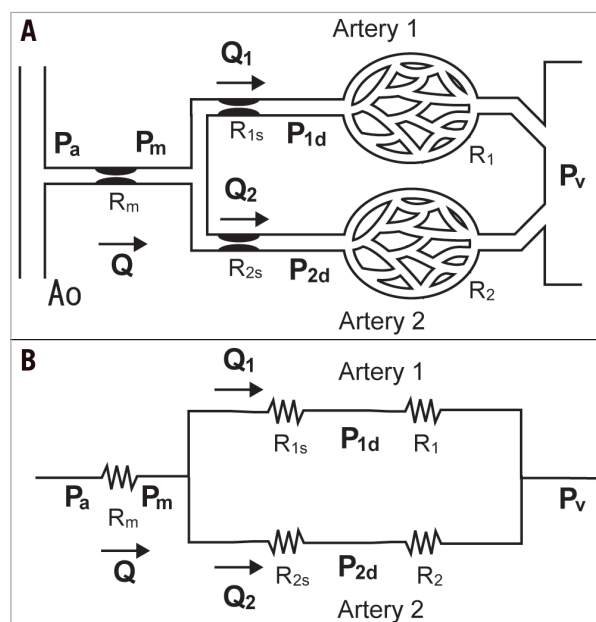 A
Artery 1
Q1
R1s
P1d
R1
Pa
Pm
Rm
Q2
Pv
Q
R2s
P2d
R2
Ao
Artery 2
B
Q1
Artery 1
R1s
P1d
R1
Pa
Pm
Pv
Rm
Q
R2s
P2d
R2
Q2
Artery 2